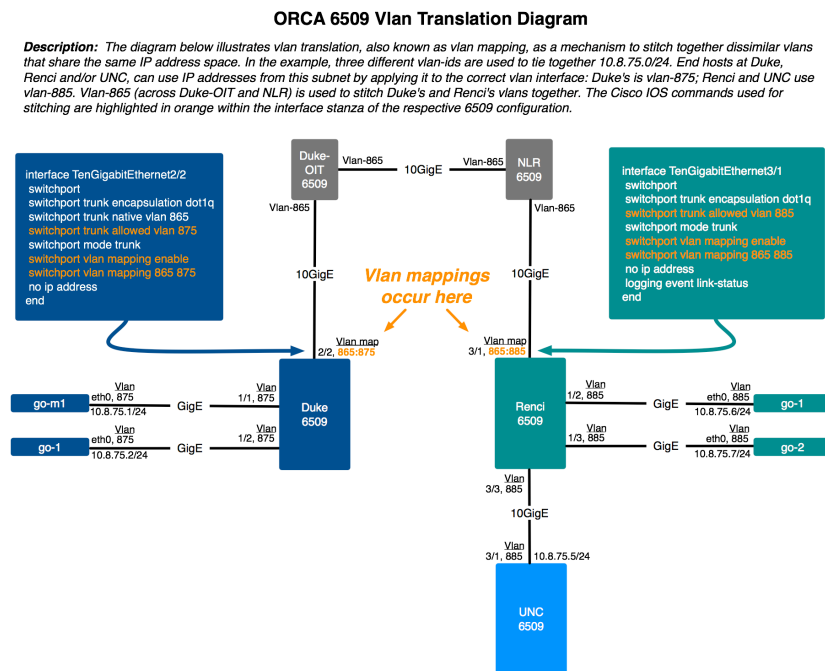 ORCA 6509 Vlan Translation Diagram
Description: The diagram below illustrates vlan translation, also known as vlan mapping, as a mechanism to stitch together dissimilar vlans
that share the same IP address space. In the example, three different vlan-ids are used to tie together 10.8.75.0/24. End hosts at Duke,
Renci and/or UNC, can use IP addresses from this subnet by applying it to the correct vlan interface: Duke's is vlan-875; Renci and UNC use
vlan-885. Vlan-865 (across Duke-OIT and NLR) is used to stitch Duke's and Renci's vlans together. The Cisco IOS commands used for
stitching are highlighted in orange within the interface stanza of the respective 6509 configuration.
interface TenGigabitEthernet2/2
switchport
switchport trunk encapsulation dot1q
switchport trunk native vlan 865
switchport trunk allowed vlan 875
switchport mode trunk
switchport vlan mapping enable
switchport vlan mapping 865 875
no ip address
end
Duke-
OIT
6509
Vlan-865
10GigE
Vlan-865
NLR
6509
Vlan-865
Vlan-865
interface TenGigabitEthernet3/1
switchport
switchport trunk encapsulation dot1q
switchport trunk allowed vlan 885
switchport mode trunk
switchport vlan mapping enable
switchport vlan mapping 865 885
no ip address
logging event link-status
end
10GigE
Vlan mappings
occur here
10GigE
Vlan map
2/2, 865:875
Vlan map
3/1, 865:885
go-m1
Vlan
eth0, 875
10.8.75.1/24
GigE
Vlan
1/1, 875
go-1
Vlan
eth0, 875
10.8.75.2/24
GigE
Vlan
1/2, 875
Duke
6509
Renci
6509
Vlan
1/2, 885
GigE
Vlan
eth0, 885
10.8.75.6/24
go-1
Vlan
1/3, 885
GigE
Vlan
eth0, 885
10.8.75.7/24
go-2
Vlan
3/3, 885
10GigE
Vlan
3/1, 885
10.8.75.5/24
UNC
6509